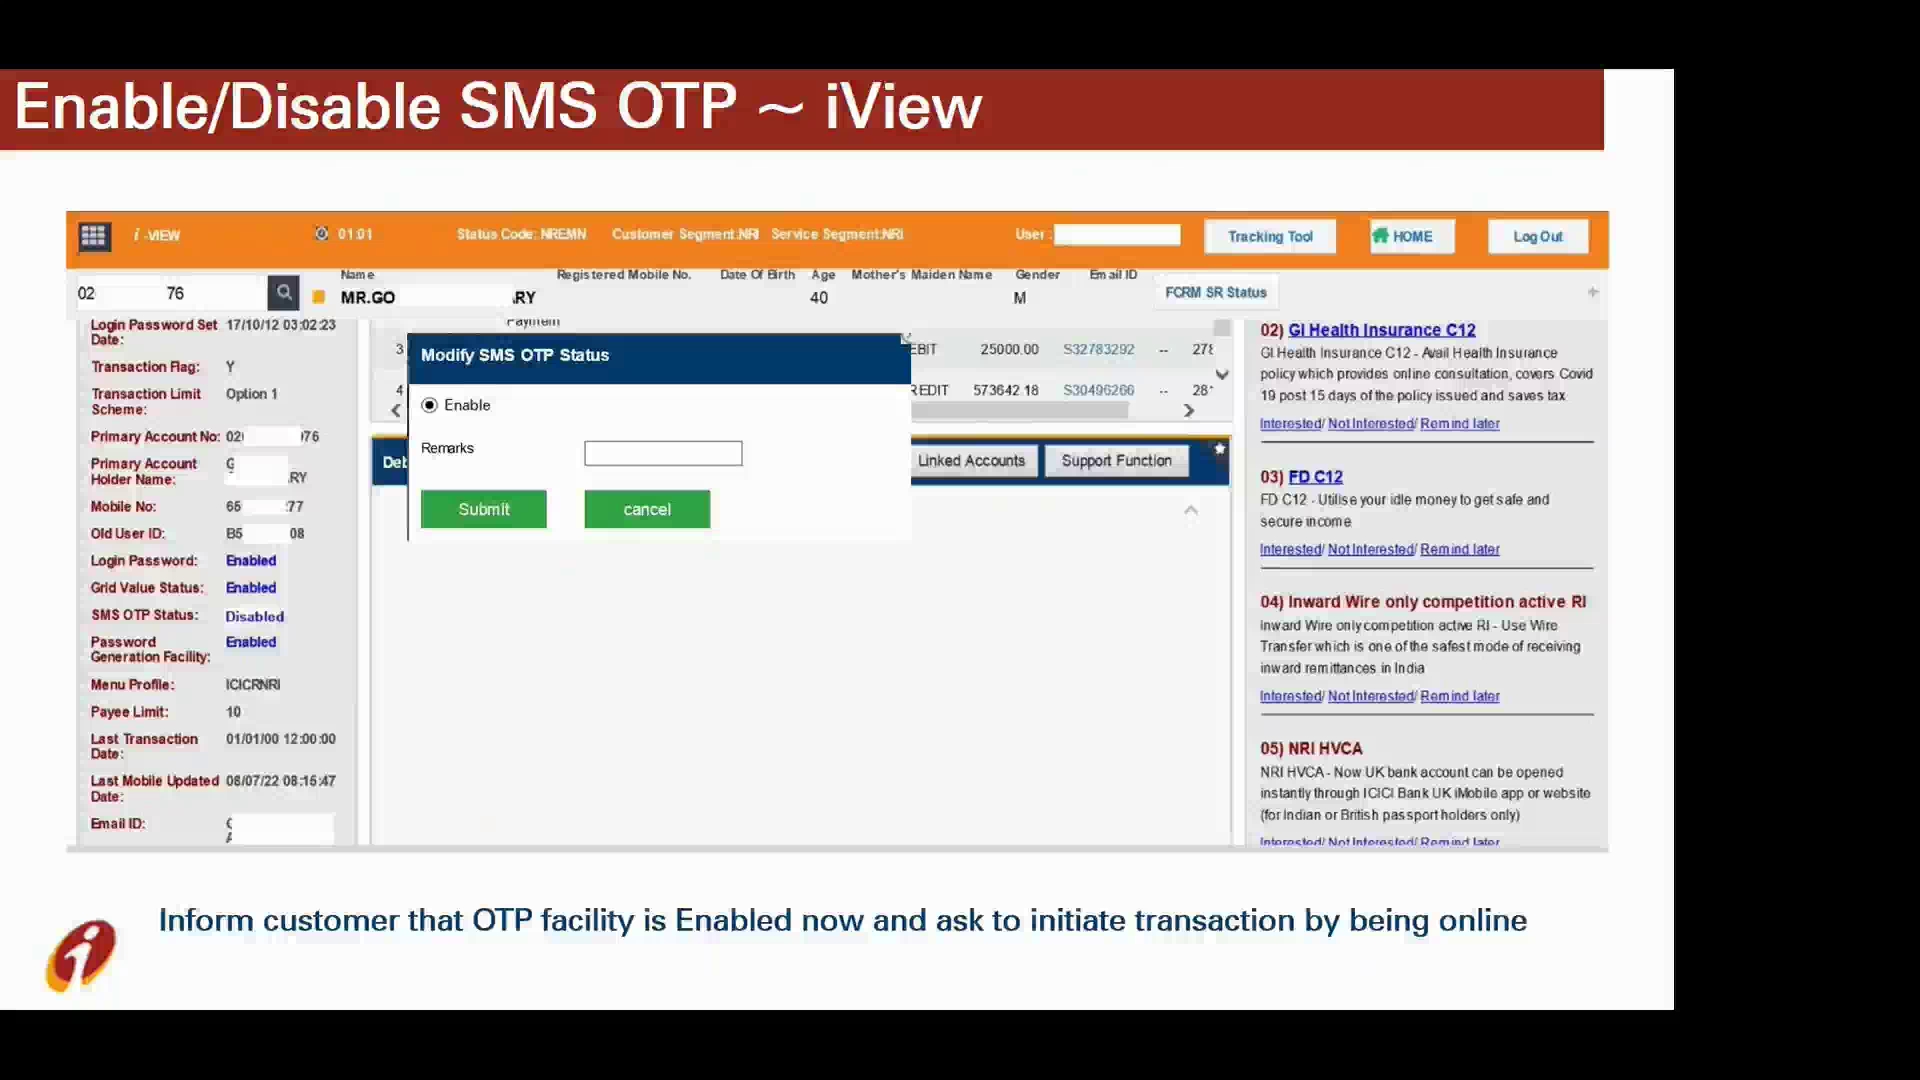 Enable/Disable SMS OTP ~ iView
i -VIEW
01:01
Status Code: NREMN
Customer Segment:NRI
Service Segment:NRI
User :
Tracking Tool
HOME
Log Out
02 76
Name
Registered Mobile No.
Date Of Birth
Age
Mother's Maiden Name
Gender
Email ID
MR.GO
ARY
40
M
FCRM SR Status
Login Password Set Date: 17/10/12 03:02:23
Transaction Flag: Y
Transaction Limit Scheme: Option 1
Primary Account No: 02 76
Primary Account Holder Name: G RY
Mobile No: 65 77
Old User ID: B5 08
Login Password: Enabled
Grid Value Status: Enabled
SMS OTP Status: Disabled
Password Generation Facility: Enabled
Menu Profile: ICICRNRI
Payee Limit: 10
Last Transaction Date: 01/01/00 12:00:00
Last Mobile Updated Date: 08/07/22 08:15:47
Email ID:
Payment
3 EBIT 25000.00 S32783292 -- 278
4 REDIT 573642.18 S30496266 -- 28
Modify SMS OTP Status
Enable
Remarks
Submit
cancel
Deb
Linked Accounts
Support Function
02) GI Health Insurance C12
GI Health Insurance C12 - Avail Health Insurance
policy which provides online consultation, covers Covid
19 post 15 days of the policy issued and saves tax
Interested/ Not Interested/ Remind later
03) FD C12
FD C12 - Utilise your idle money to get safe and
secure income
Interested/ Not Interested/ Remind later
04) Inward Wire only competition active RI
Inward Wire only competition active RI - Use Wire
Transfer which is one of the safest mode of receiving
inward remittances in India
Interested/ Not Interested/ Remind later
05) NRI HVCA
NRI HVCA - Now UK bank account can be opened
instantly through ICICI Bank UK iMobile app or website
(for Indian or British passport holders only)
Interested/ Not Interested/ Remind later
Inform customer that OTP facility is Enabled now and ask to initiate transaction by being online